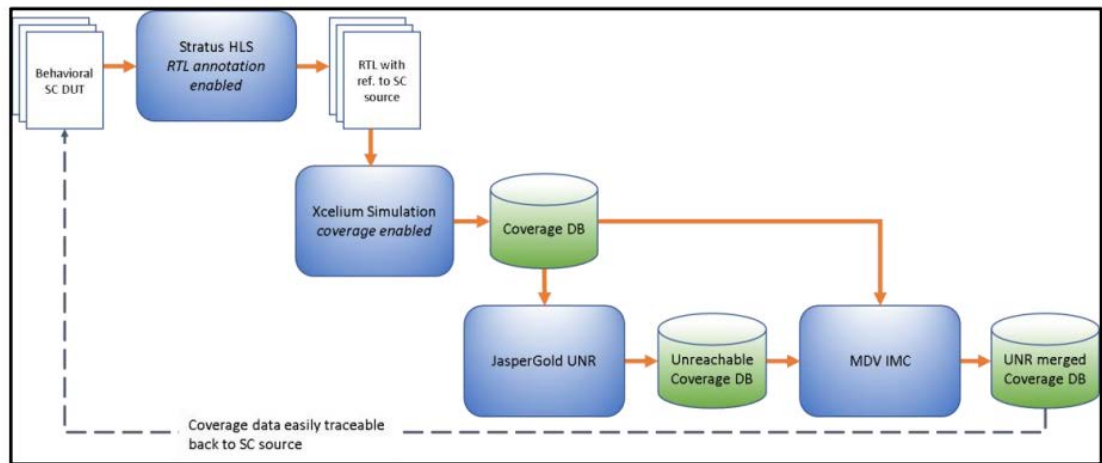 Behavioral
SC DUT
Stratus HLS
RTL annotation
enabled
RTL with
ref. to SC
source
Xcelium Simulation
coverage enabled
Coverage DB
JasperGold UNR
Unreachable
Coverage DB
MDV IMC
UNR merged
Coverage DB
Coverage data easily traceable
back to SC source